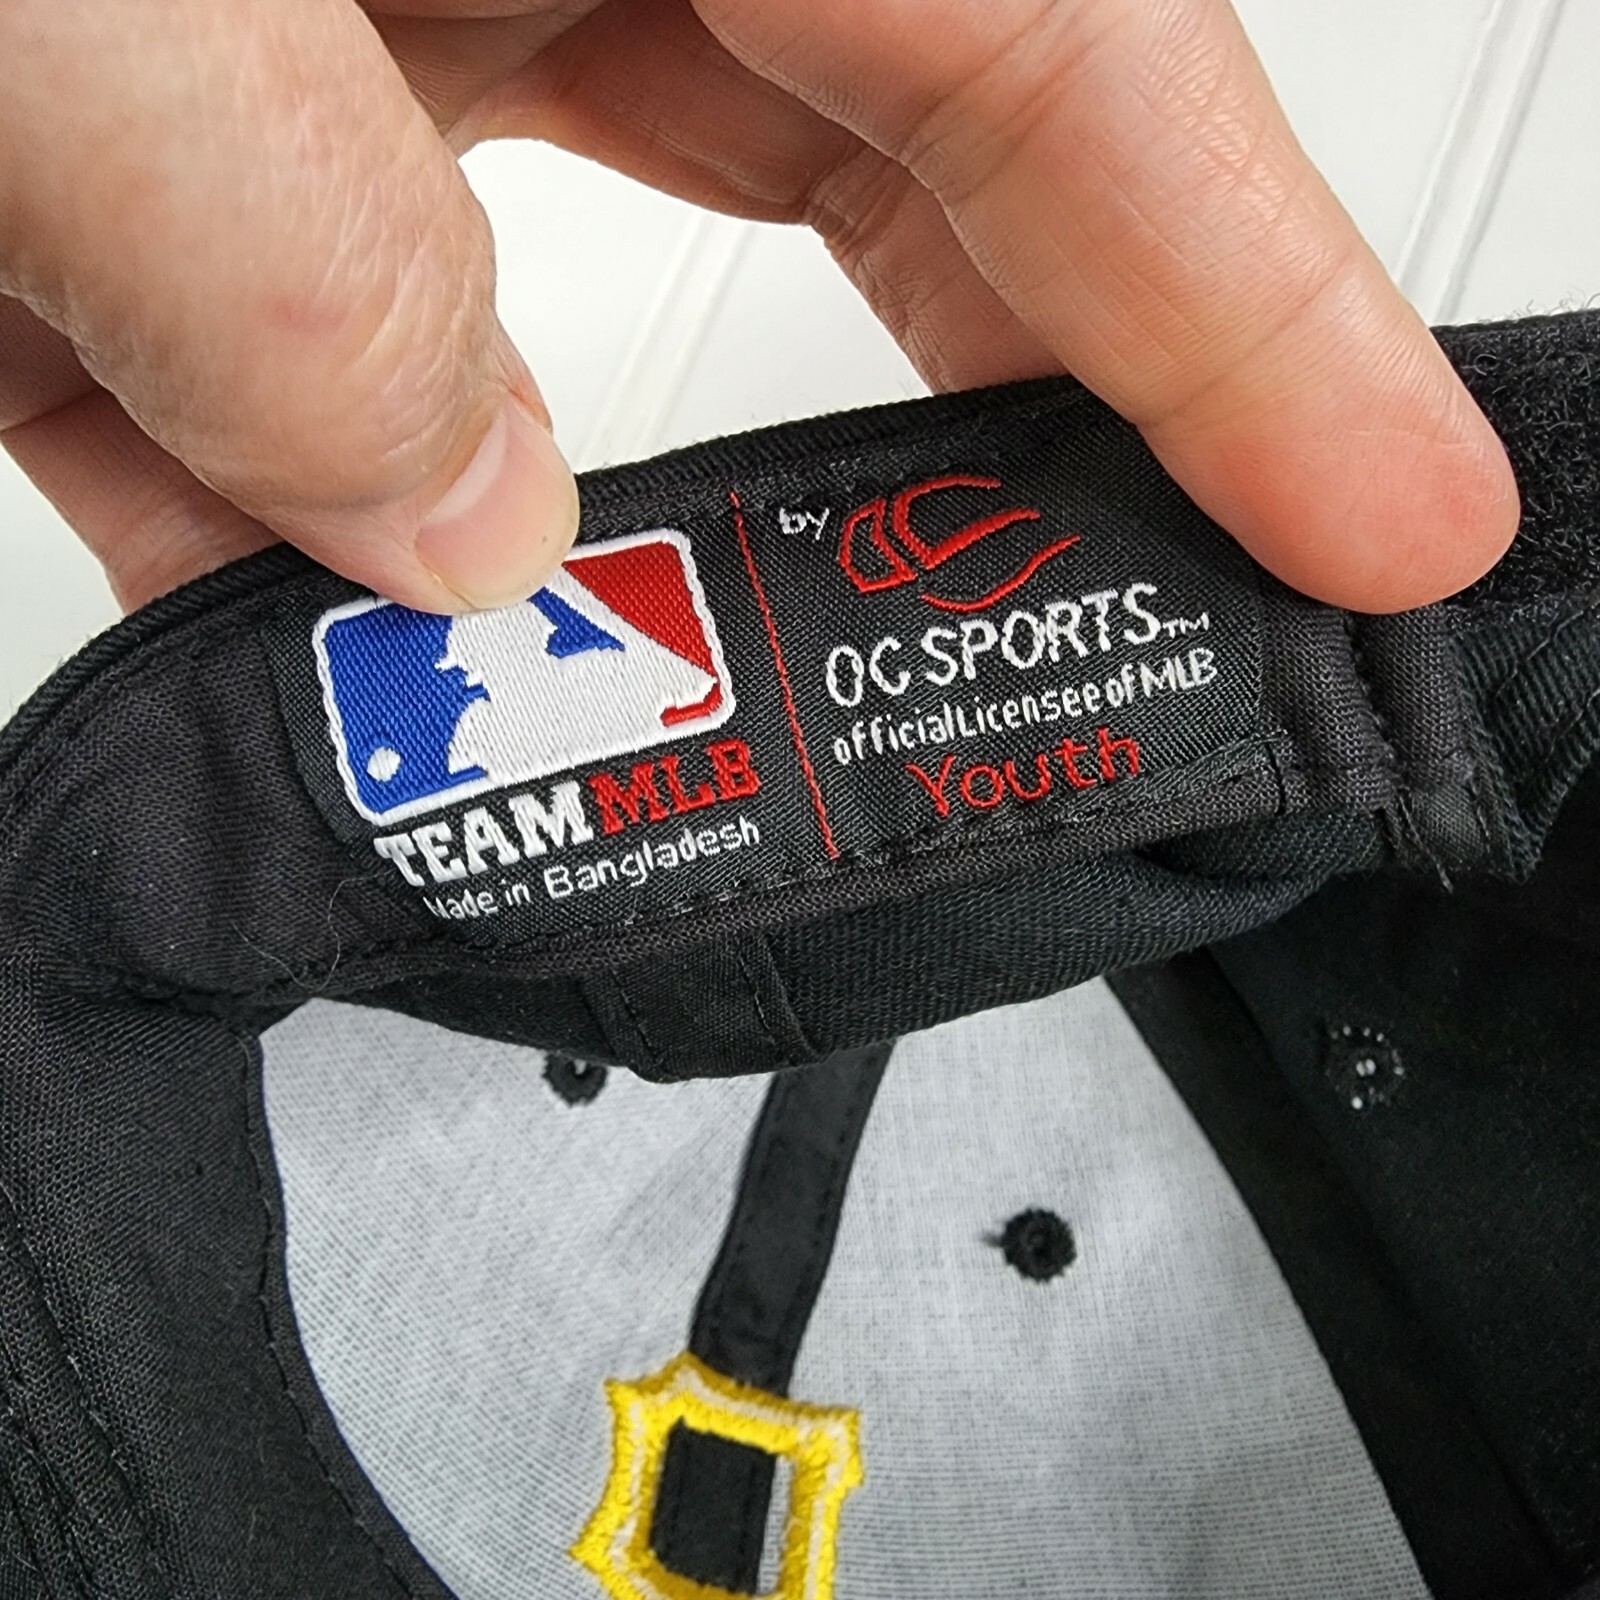 TEAM MLB
Made in Bangladesh
by
OC SPORTS™
official Licensee of MLB
Youth